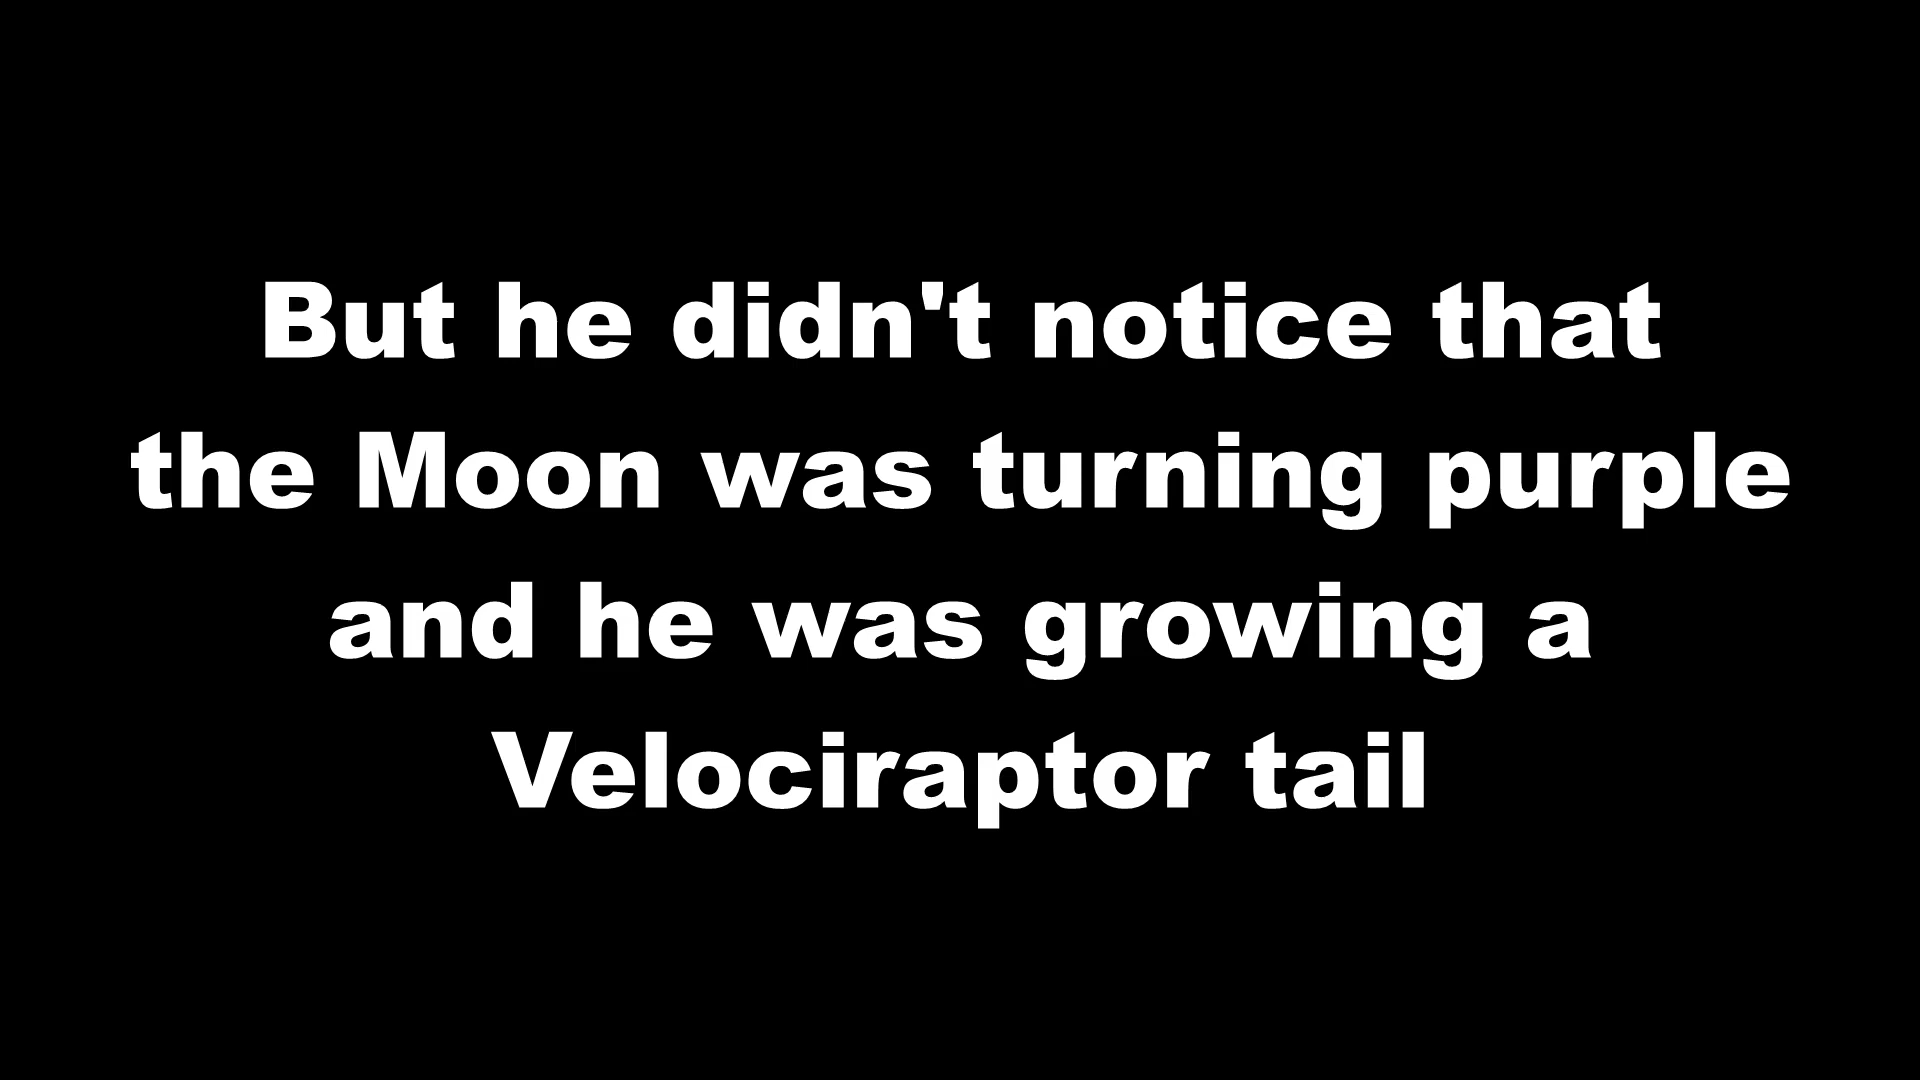 But he didn't notice that
the Moon was turning purple
and he was growing a
Velociraptor tail